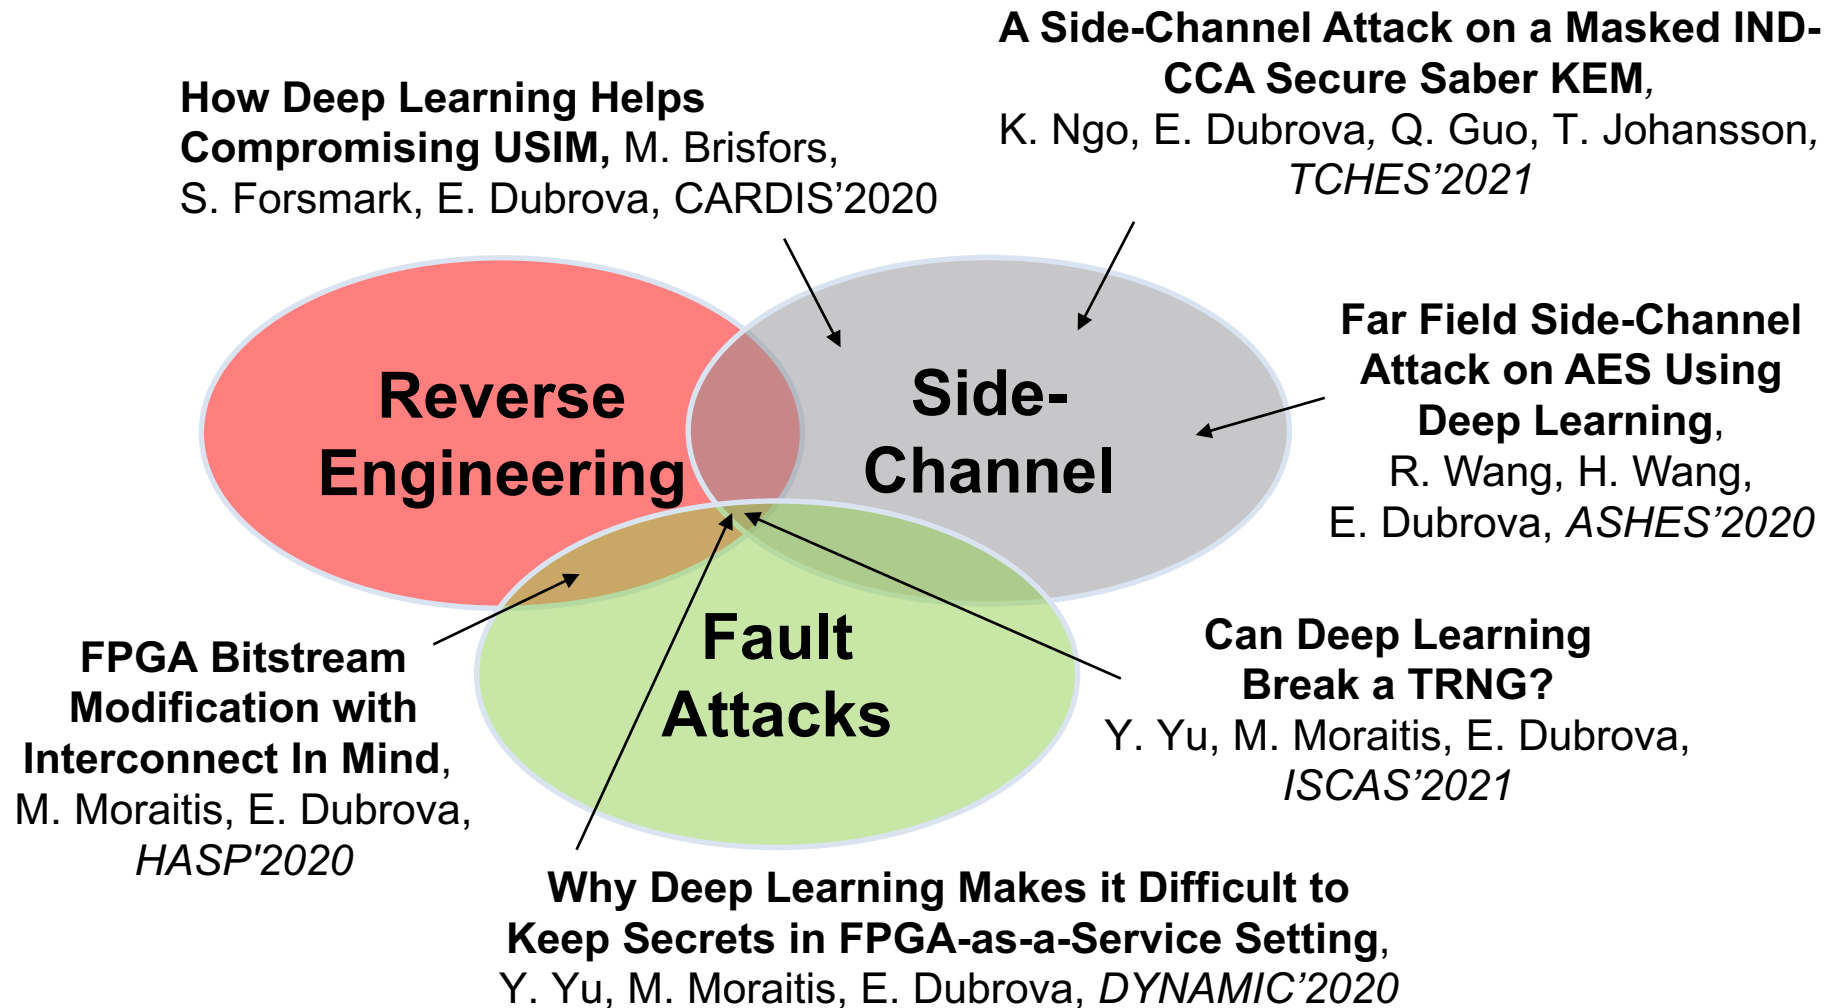 A Side-Channel Attack on a Masked IND-
CCA Secure Saber KEM,
K. Ngo, E. Dubrova, Q. Guo, T. Johansson,
TCHES’2021
How Deep Learning Helps
Compromising USIM, M. Brisfors,
S. Forsmark, E. Dubrova, CARDIS’2020
Far Field Side-Channel
Attack on AES Using
Deep Learning,
R. Wang, H. Wang,
E. Dubrova, ASHES’2020
Reverse
Engineering
Side-
Channel
Fault
Attacks
FPGA Bitstream
Modification with
Interconnect In Mind,
M. Moraitis, E. Dubrova,
HASP'2020
Can Deep Learning
Break a TRNG?
Y. Yu, M. Moraitis, E. Dubrova,
ISCAS’2021
Why Deep Learning Makes it Difficult to
Keep Secrets in FPGA-as-a-Service Setting,
Y. Yu, M. Moraitis, E. Dubrova, DYNAMIC’2020